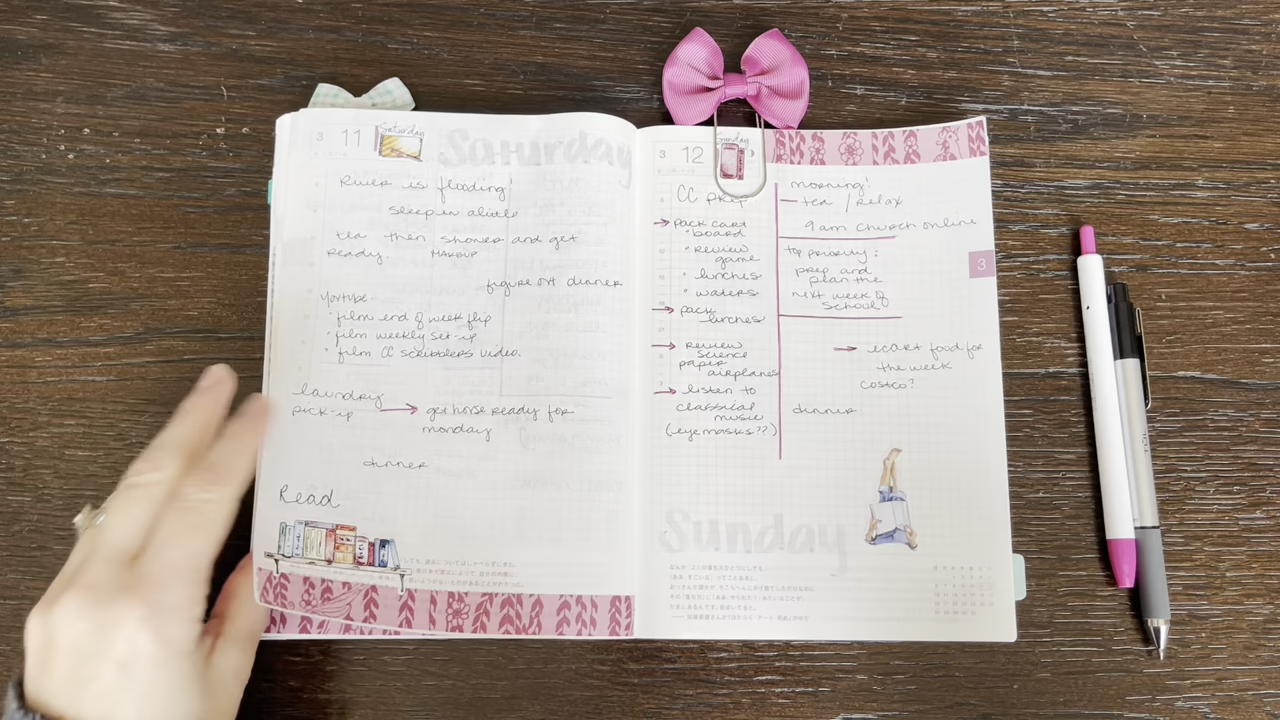 3 11 Saturday
Saturday
River is flooding!
sleep in a little
tea then shower and get
ready. MAKEUP
figure out dinner
Youtube
• film end of week flip
• film weekly set-up
• film CC scribblers video.
laundry
pick-up → get house ready for
monday
dinner
Read
3 12 Sunday
CC prep
→ pack cart
• board
• review
game
• lunches
• waters
→ pack
lunches
→ review
science
paper
airplanes
→ listen to
classical
music
(eye masks??)
morning!
— tea / relax
9am church online
top priority:
prep and
plan the
next week of
school
→ ecart food for
the week
costco?
dinner
3
Sunday